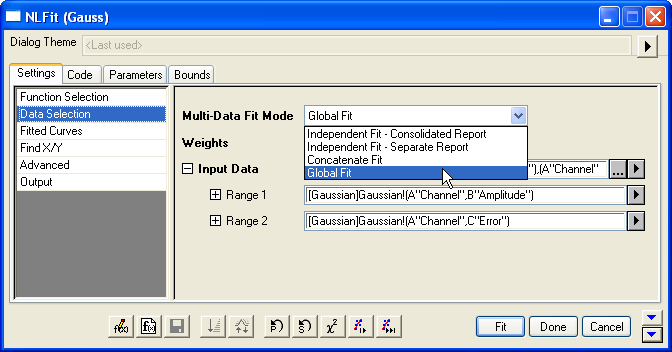 NLFit (Gauss)
Dialog Theme <Last used>
Settings Code Parameters Bounds
Function Selection
Data Selection
Fitted Curves
Find X/Y
Advanced
Output
Multi-Data Fit Mode Global Fit
Independent Fit - Consolidated Report
Independent Fit - Separate Report
Concatenate Fit
Global Fit
Weights
Input Data "),(A"Channel" ...
Range 1 [Gaussian]Gaussian!(A"Channel",B"Amplitude")
Range 2 [Gaussian]Gaussian!(A"Channel",C"Error")
f(x) f(x) P S χ²
Fit Done Cancel